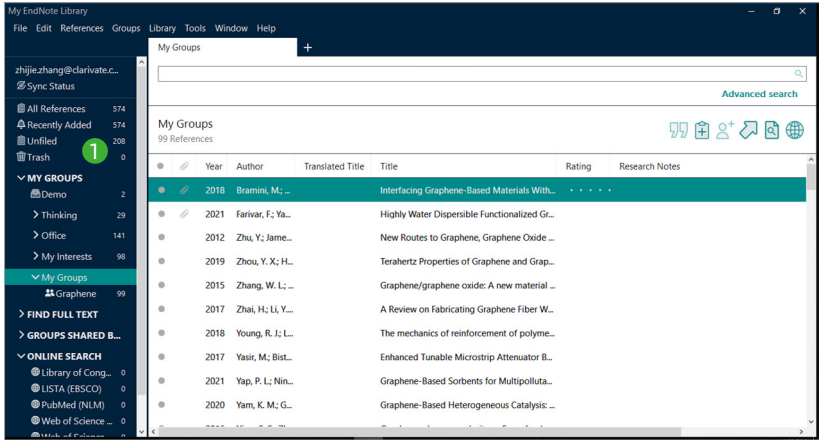 My EndNote Library
File Edit References Groups Library Tools Window Help
My Groups
zhijie.zhang@clarivate.c...
Sync Status
Advanced search
All References 574
Recently Added 574
Unfiled 208
Trash 0
1
MY GROUPS
Demo 2
Thinking 29
Office 141
My Interests 98
My Groups
Graphene 99
FIND FULL TEXT
GROUPS SHARED B...
ONLINE SEARCH
Library of Cong... 0
LISTA (EBSCO) 0
PubMed (NLM) 0
Web of Science ... 0
My Groups
99 References
Year Author Translated Title Title Rating Research Notes
2018 Bramini, M.; ... Interfacing Graphene-Based Materials With...
2021 Farivar, F.; Ya... Highly Water Dispersible Functionalized Gr...
2012 Zhu, Y.; Jame... New Routes to Graphene, Graphene Oxide ...
2019 Zhou, Y. X.; H... Terahertz Properties of Graphene and Grap...
2015 Zhang, W. L.; ... Graphene/graphene oxide: A new material ...
2017 Zhai, H.; Li, Y.... A Review on Fabricating Graphene Fiber W...
2018 Young, R. J.; L... The mechanics of reinforcement of polyme...
2017 Yasir, M.; Bist... Enhanced Tunable Microstrip Attenuator B...
2021 Yap, P. L.; Nin... Graphene-Based Sorbents for Multipolluta...
2020 Yam, K. M.; G... Graphene-Based Heterogeneous Catalysis: ...